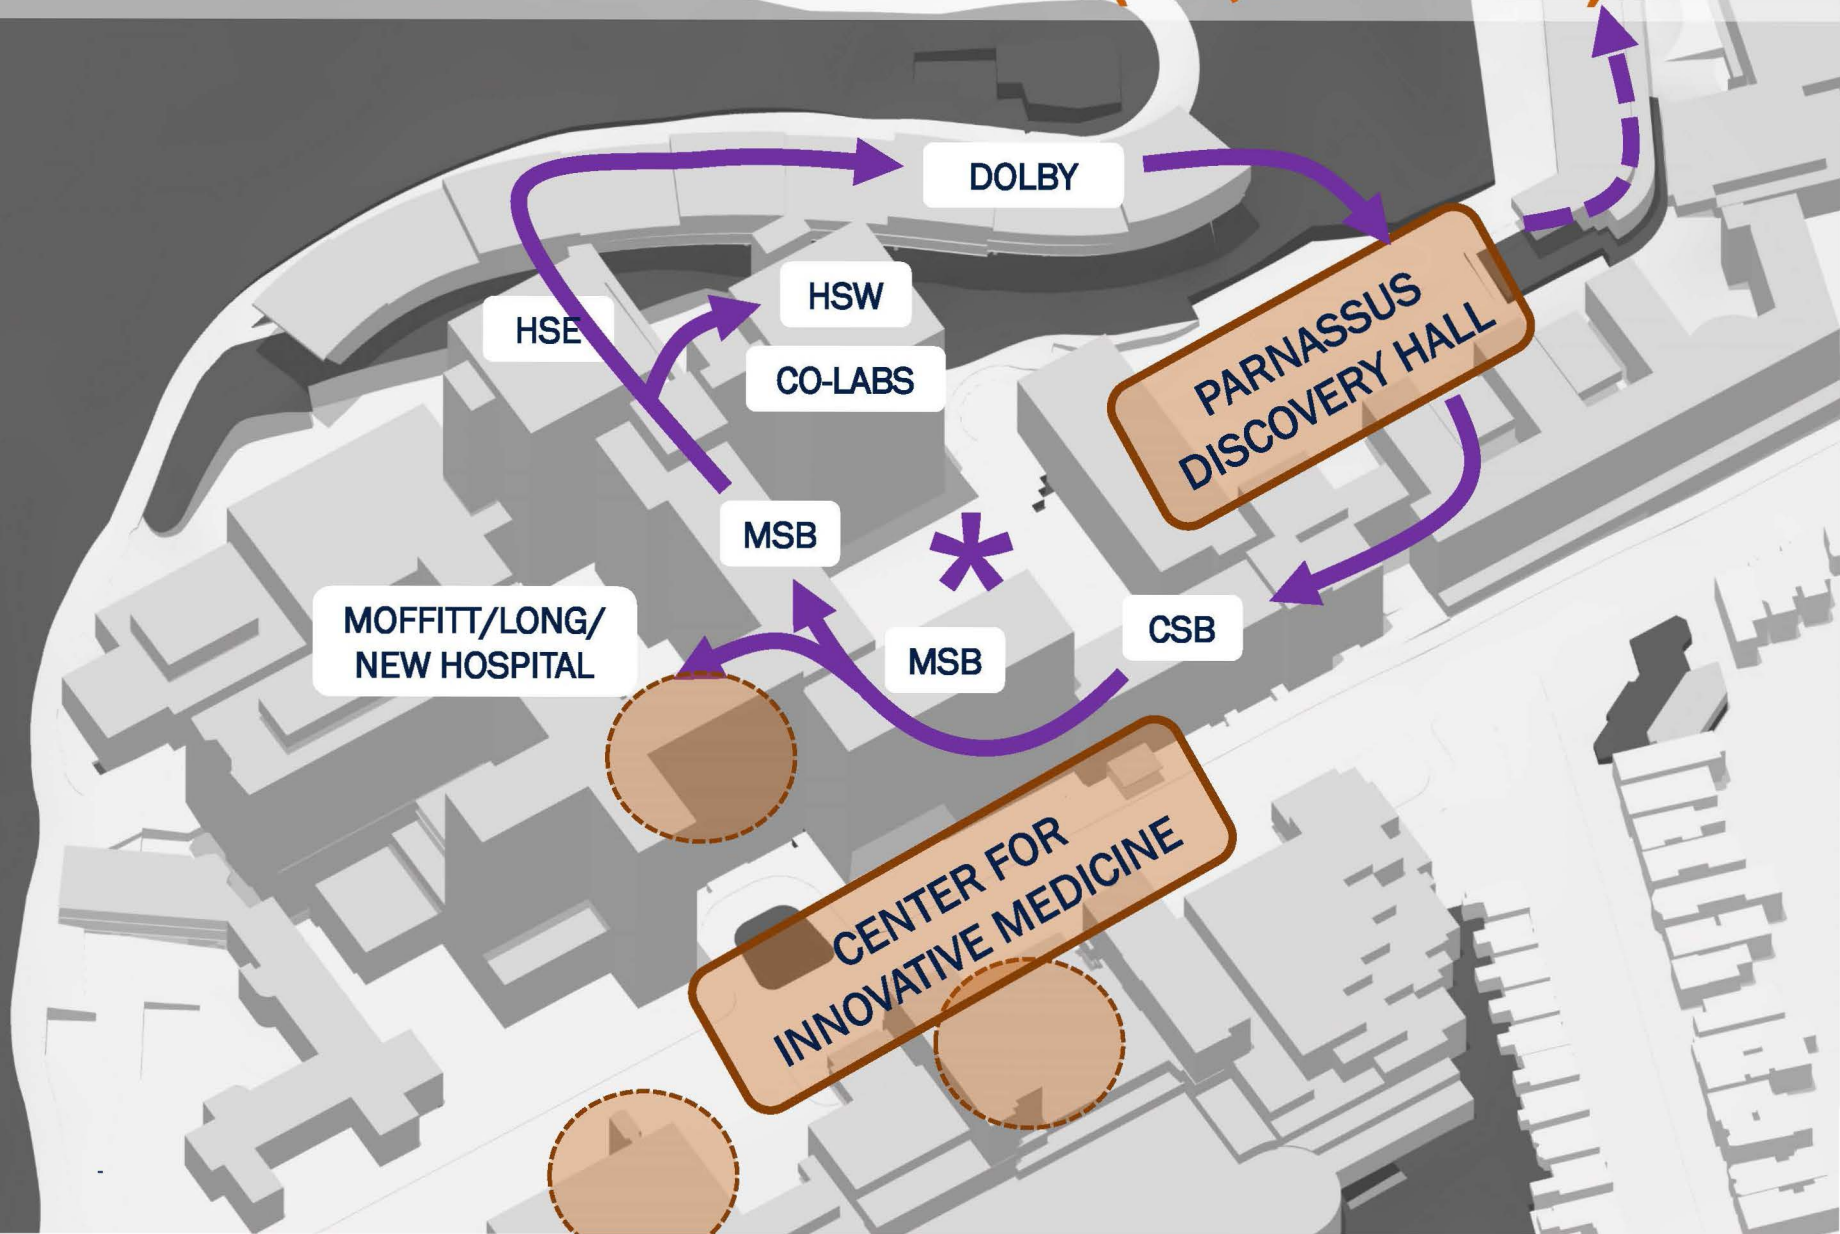 DOLBY
HSW
HSE
CO-LABS
PARNASSUS
DISCOVERY HALL
MSB
*
MOFFITT/LONG/
NEW HOSPITAL
MSB
CSB
CENTER FOR
INNOVATIVE MEDICINE